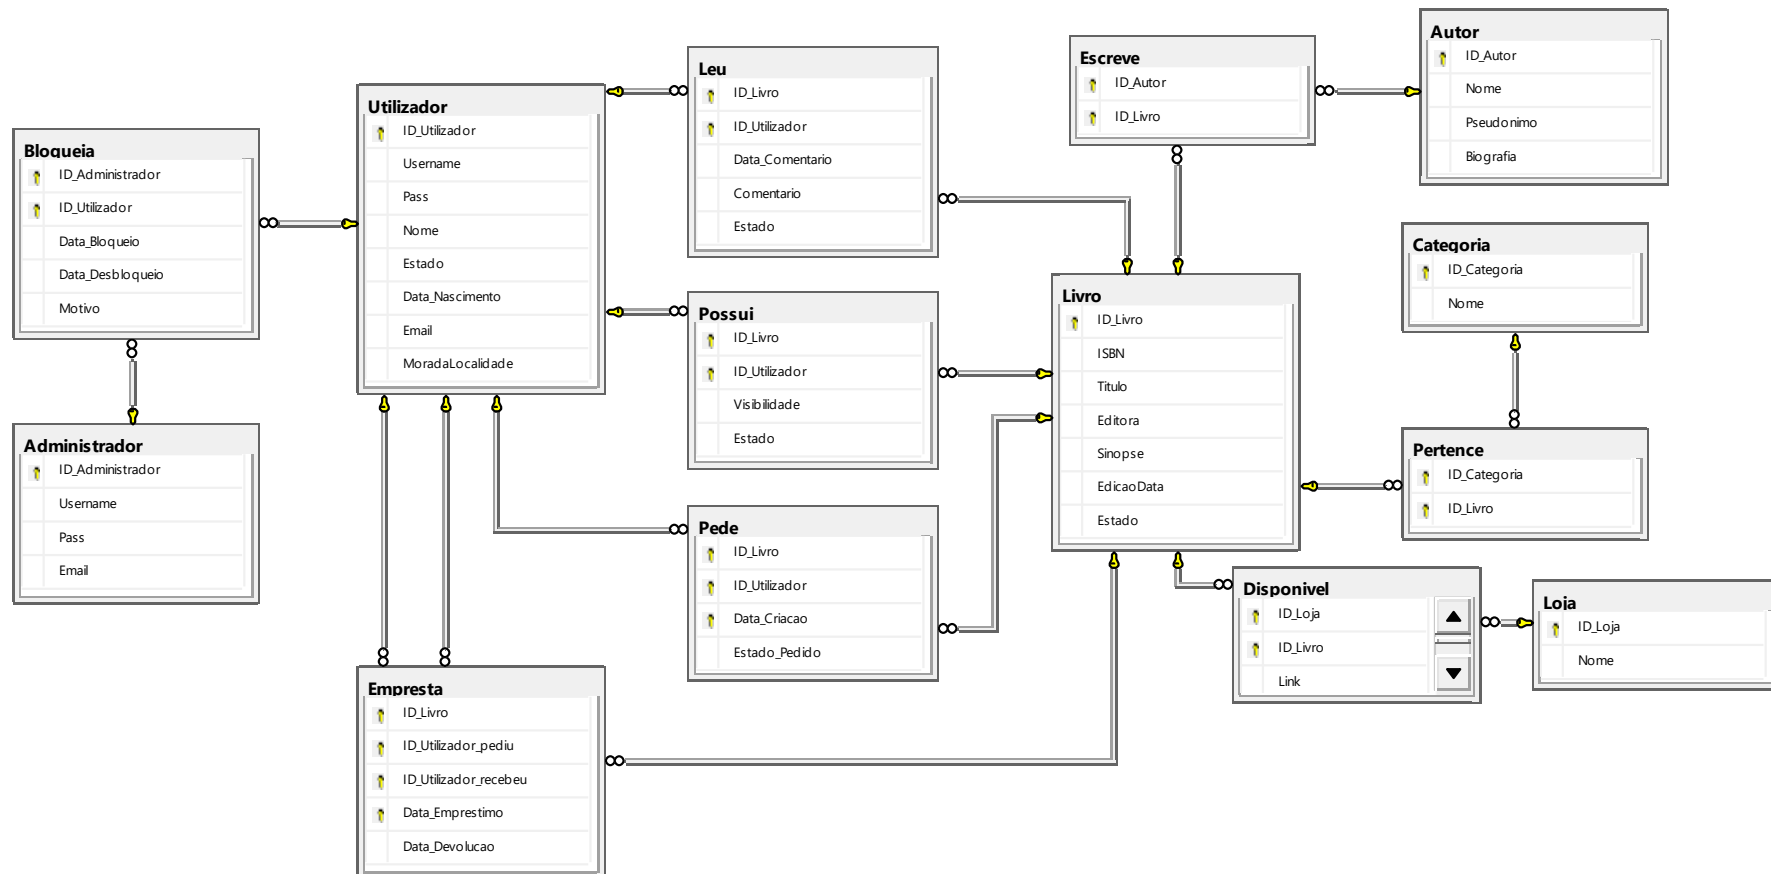 Bloqueia
ID_Administrador
ID_Utilizador
Data_Bloqueio
Data_Desbloqueio
Motivo
Administrador
ID_Administrador
Username
Pass
Email
Utilizador
ID_Utilizador
Username
Pass
Nome
Estado
Data_Nascimento
Email
MoradaLocalidade
Empresta
ID_Livro
ID_Utilizador_pediu
ID_Utilizador_recebeu
Data_Emprestimo
Data_Devolucao
Leu
ID_Livro
ID_Utilizador
Data_Comentario
Comentario
Estado
Possui
ID_Livro
ID_Utilizador
Visibilidade
Estado
Pede
ID_Livro
ID_Utilizador
Data_Criacao
Estado_Pedido
Escreve
ID_Autor
ID_Livro
Livro
ID_Livro
ISBN
Titulo
Editora
Sinopse
EdicaoData
Estado
Autor
ID_Autor
Nome
Pseudonimo
Biografia
Categoria
ID_Categoria
Nome
Pertence
ID_Categoria
ID_Livro
Disponivel
ID_Loja
ID_Livro
Link
Loja
ID_Loja
Nome